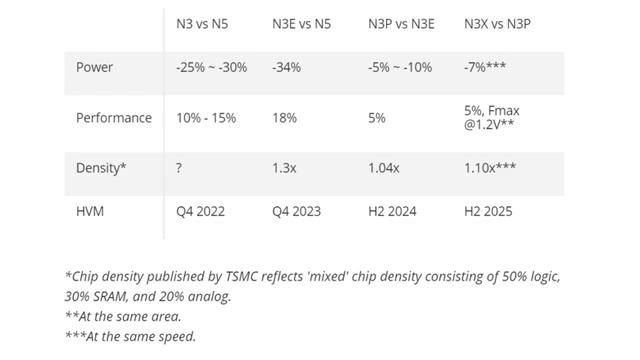 N3 vs N5 N3E vs N5 N3P vs N3E N3X vs N3P
Power -25% ~ -30% -34% -5% ~ -10% -7%***
Performance 10% - 15% 18% 5% 5%, Fmax
@1.2V**
Density* ? 1.3x 1.04x 1.10x***
HVM Q4 2022 Q4 2023 H2 2024 H2 2025
*Chip density published by TSMC reflects 'mixed' chip density consisting of 50% logic,
30% SRAM, and 20% analog.
**At the same area.
***At the same speed.